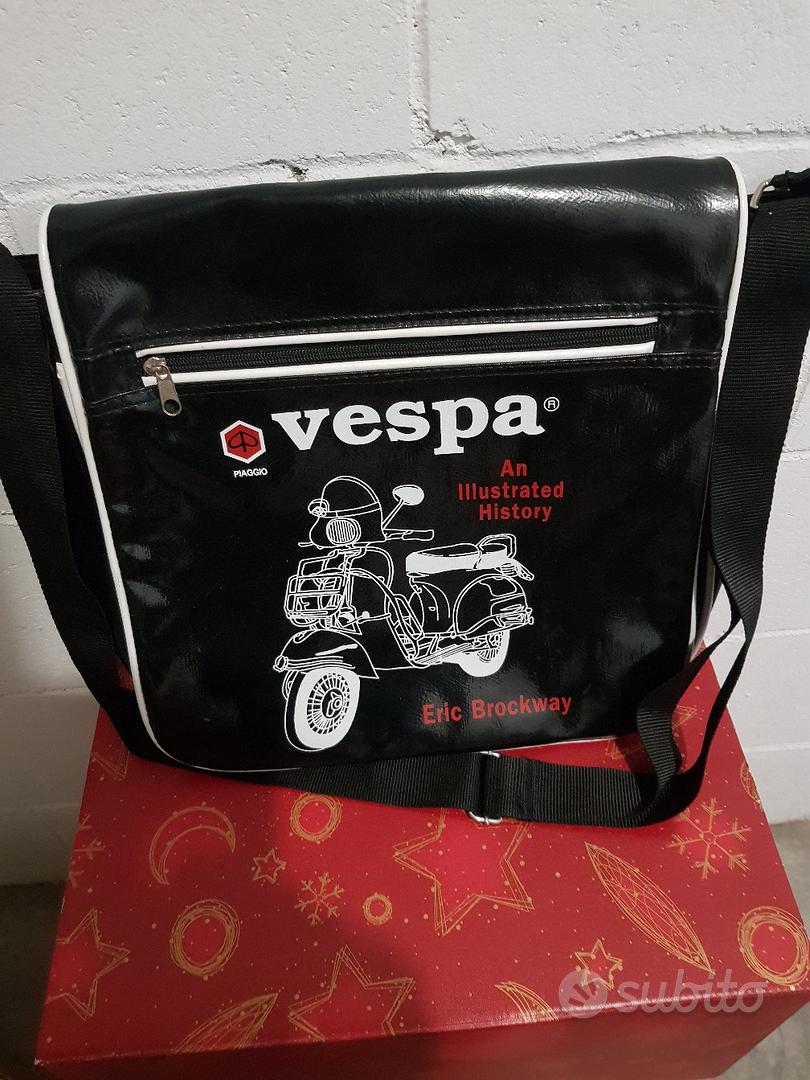 vespa®
PIAGGIO
An
Illustrated
History
Eric Brockway
subito